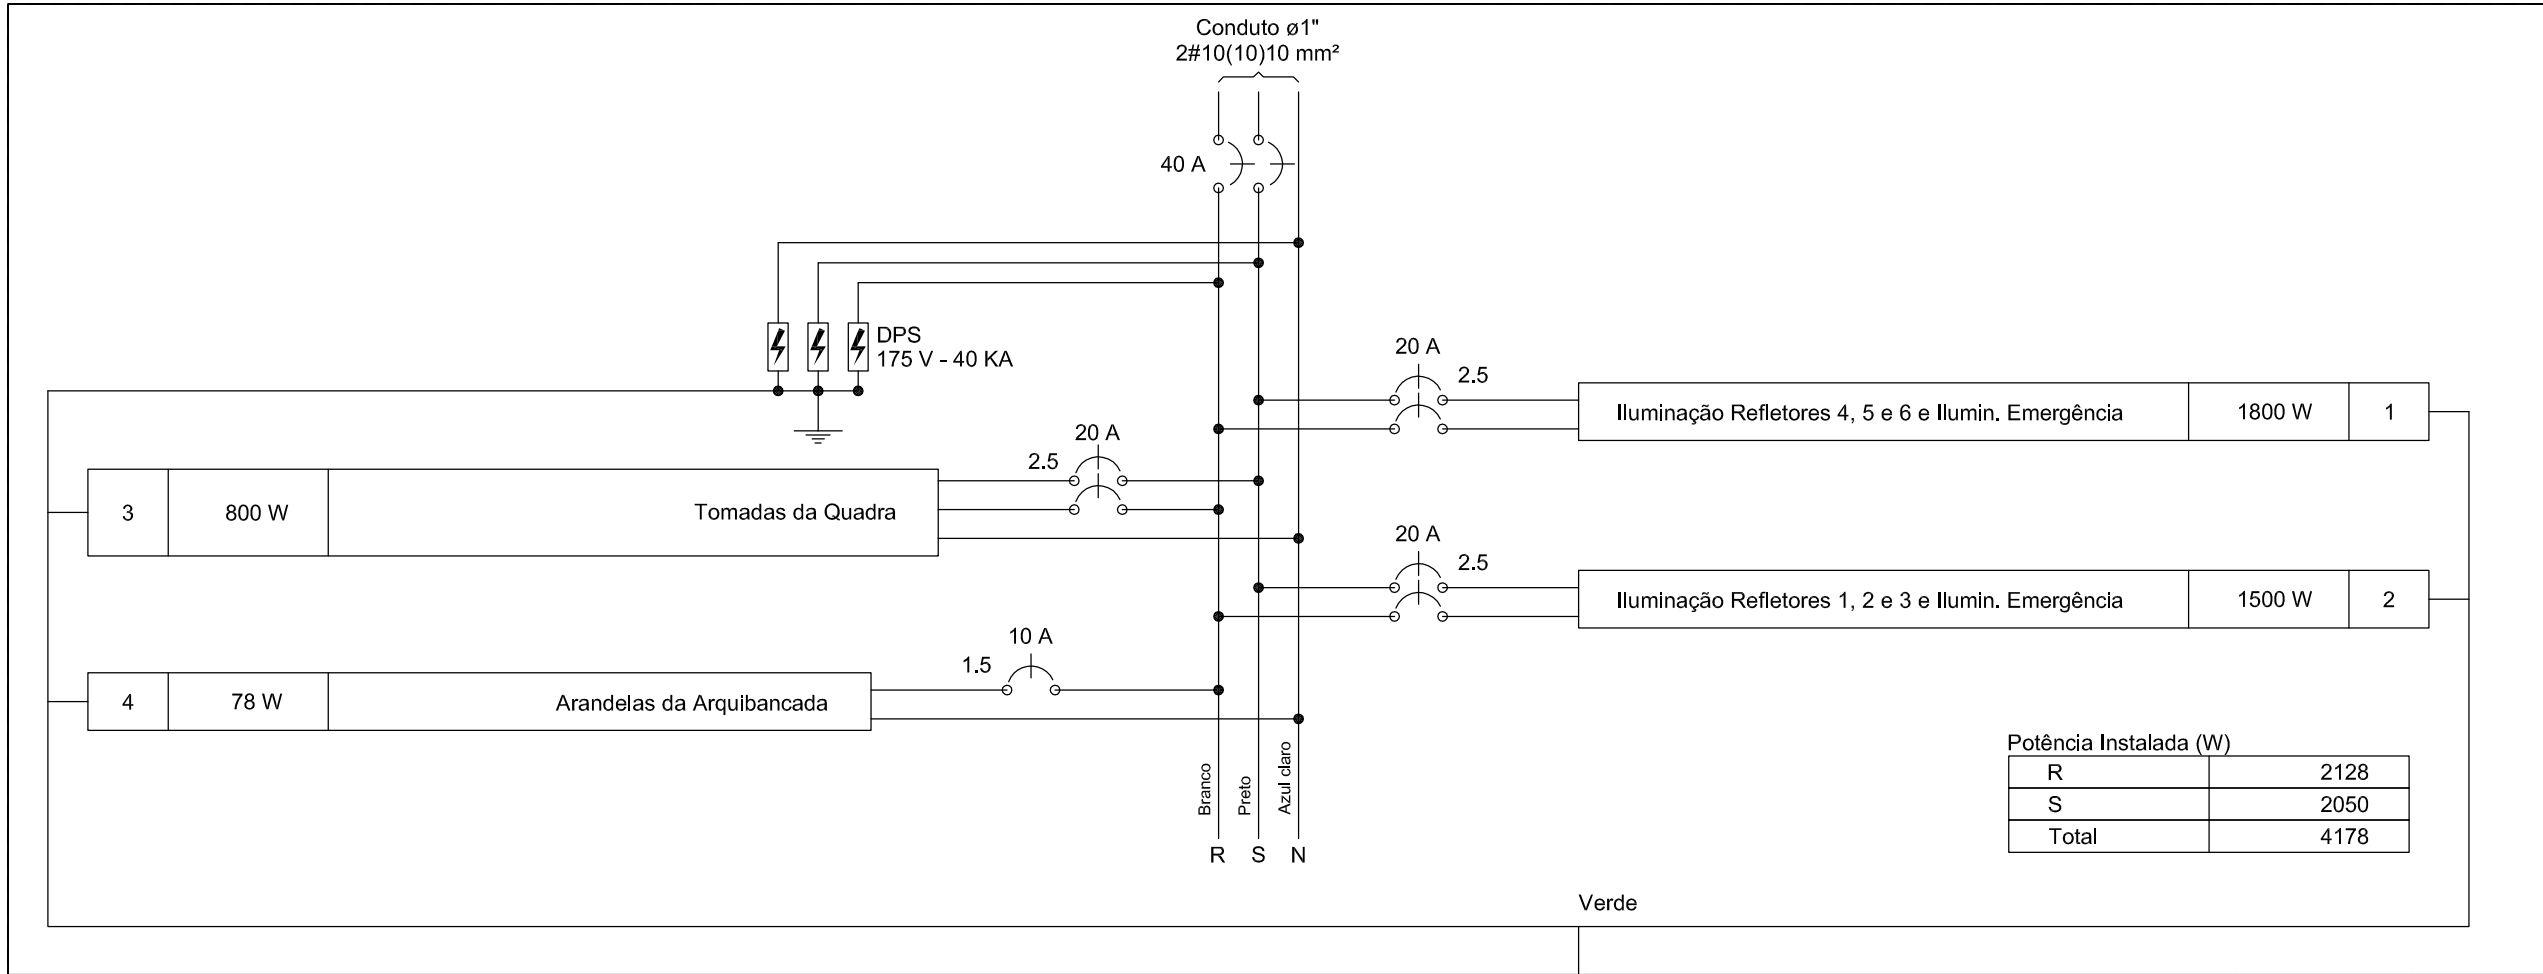 Conduto ø1"
2#10(10)10 mm²
40 A
DPS
175 V - 40 KA
20 A
2.5
Iluminação Refletores 4, 5 e 6 e Ilumin. Emergência 1800 W 1
20 A
2.5
3 800 W Tomadas da Quadra
20 A
2.5
Iluminação Refletores 1, 2 e 3 e Ilumin. Emergência 1500 W 2
10 A
1.5
4 78 W Arandelas da Arquibancada
Branco
Preto
Azul claro
R S N
Potência Instalada (W)
R 2128
S 2050
Total 4178
Verde